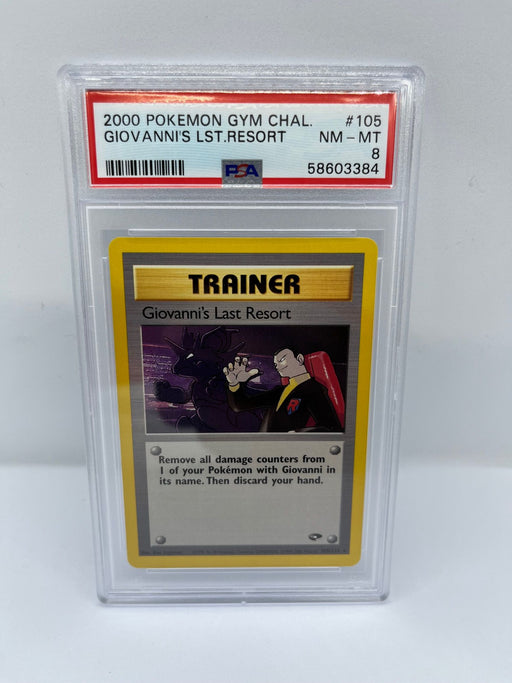 2000 POKEMON GYM CHAL. #105
GIOVANNI'S LST.RESORT NM - MT
8
PSA 58603384
TRAINER
Giovanni's Last Resort
R
Remove all damage counters from
1 of your Pokémon with Giovanni in
its name. Then discard your hand.